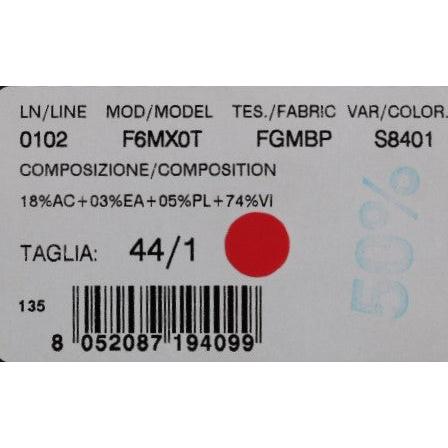 LN/LINE MOD/MODEL TES./FABRIC VAR/COLOR.
0102 F6MX0T FGMBP S8401
COMPOSIZIONE/COMPOSITION
18%AC+03%EA+05%PL+74%VI
TAGLIA: 44/1
50%
135
8 052087 194099